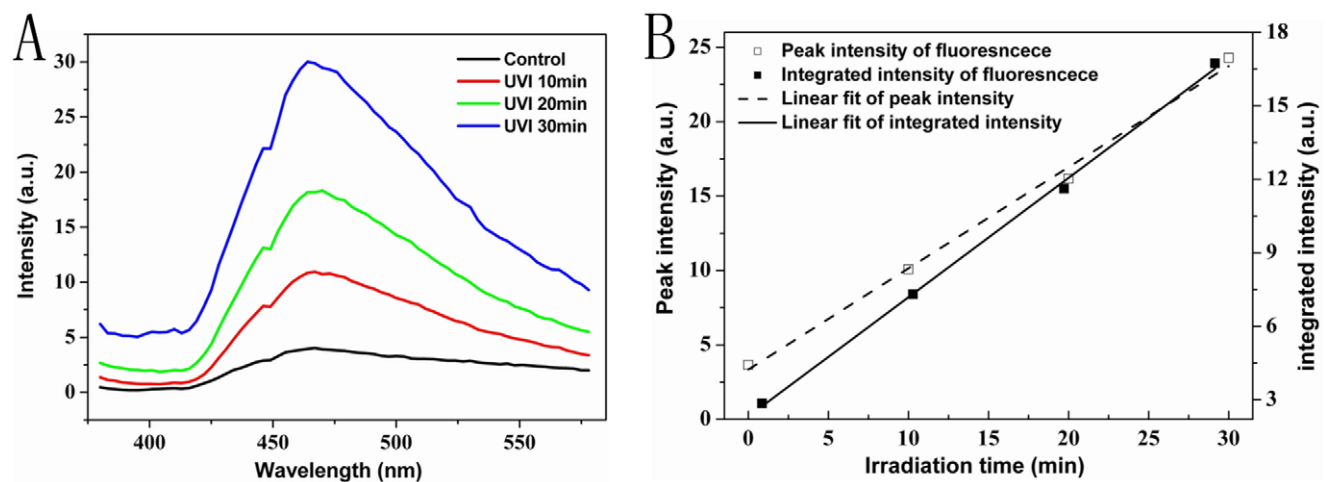 A
Intensity (a.u.)
30
25
20
15
10
5
0
Control
UVI 10min
UVI 20min
UVI 30min
400
450
500
550
Wavelength (nm)
B
Peak intensity (a.u.)
25
20
15
10
5
0
Peak intensity of fluoresncece
Integrated intensity of fluoresncece
Linear fit of peak intensity
Linear fit of integrated intensity
0
5
10
15
20
25
30
Irradiation time (min)
18
15
12
9
6
3
integrated intensity (a.u.)